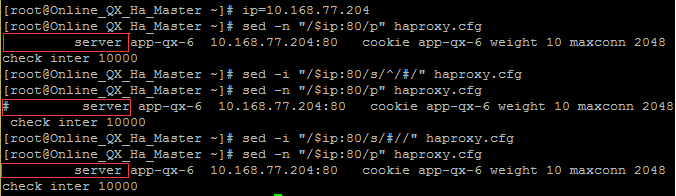 [root@Online_QX_Ha_Master ~]# ip=10.168.77.204
[root@Online_QX_Ha_Master ~]# sed -n "/$ip:80/p" haproxy.cfg
server app-qx-6 10.168.77.204:80 cookie app-qx-6 weight 10 maxconn 2048
check inter 10000
[root@Online_QX_Ha_Master ~]# sed -i "/$ip:80/s/^/#/" haproxy.cfg
[root@Online_QX_Ha_Master ~]# sed -n "/$ip:80/p" haproxy.cfg
# server app-qx-6 10.168.77.204:80 cookie app-qx-6 weight 10 maxconn 2048
check inter 10000
[root@Online_QX_Ha_Master ~]# sed -i "/$ip:80/s/#//" haproxy.cfg
[root@Online_QX_Ha_Master ~]# sed -n "/$ip:80/p" haproxy.cfg
server app-qx-6 10.168.77.204:80 cookie app-qx-6 weight 10 maxconn 2048
check inter 10000